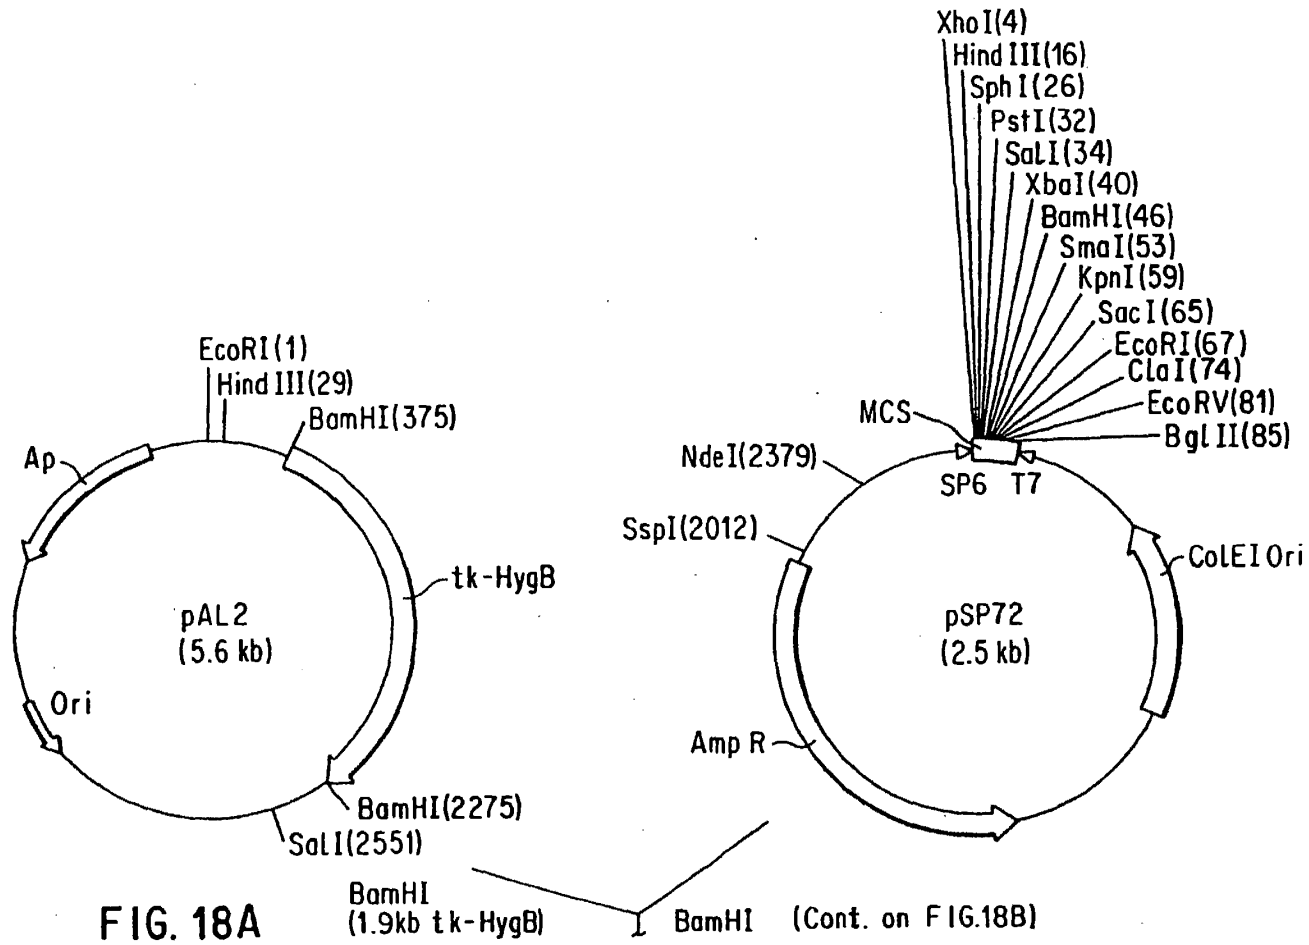 XhoI(4)
HindIII(16)
SphI(26)
PstI(32)
SalI(34)
XbaI(40)
BamHI(46)
SmaI(53)
KpnI(59)
SacI(65)
EcoRI(67)
ClaI(74)
EcoRV(81)
BglII(85)
MCS
NdeI(2379)
SP6 T7
SspI(2012)
ColEI Ori
pSP72
(2.5 kb)
Amp R
EcoRI(1)
HindIII(29)
BamHI(375)
Ap
tk-HygB
pAL2
(5.6 kb)
Ori
BamHI(2275)
SalI(2551)
BamHI
(1.9kb tk-HygB)
BamHI (Cont. on FIG.18B)
FIG. 18A